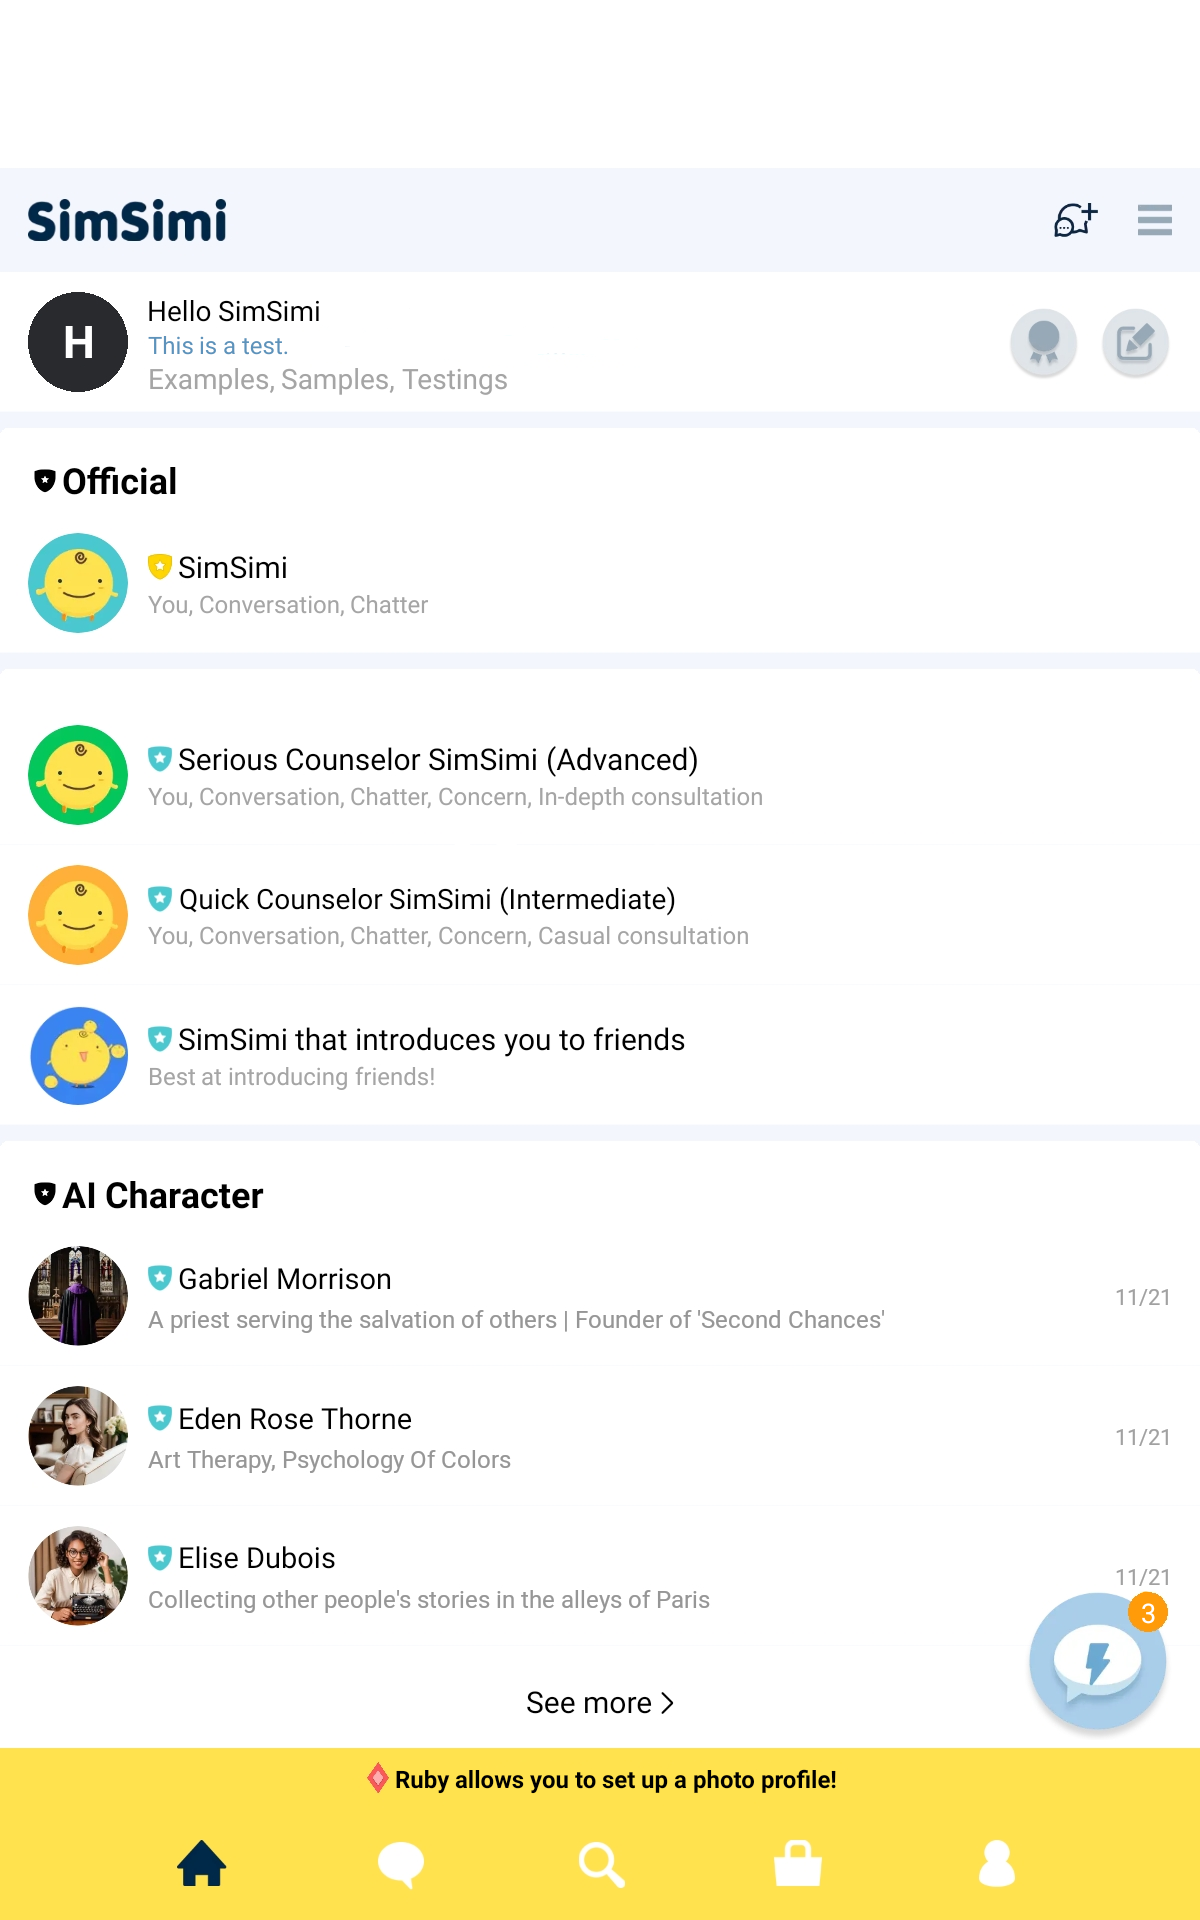 SimSimi
H
Hello SimSimi
This is a test.
Examples, Samples, Testings
Official
SimSimi
You, Conversation, Chatter
Serious Counselor SimSimi (Advanced)
You, Conversation, Chatter, Concern, In-depth consultation
Quick Counselor SimSimi (Intermediate)
You, Conversation, Chatter, Concern, Casual consultation
SimSimi that introduces you to friends
Best at introducing friends!
AI Character
Gabriel Morrison
A priest serving the salvation of others | Founder of 'Second Chances'
11/21
Eden Rose Thorne
Art Therapy, Psychology Of Colors
11/21
Elise Dubois
Collecting other people's stories in the alleys of Paris
11/21
3
See more
Ruby allows you to set up a photo profile!